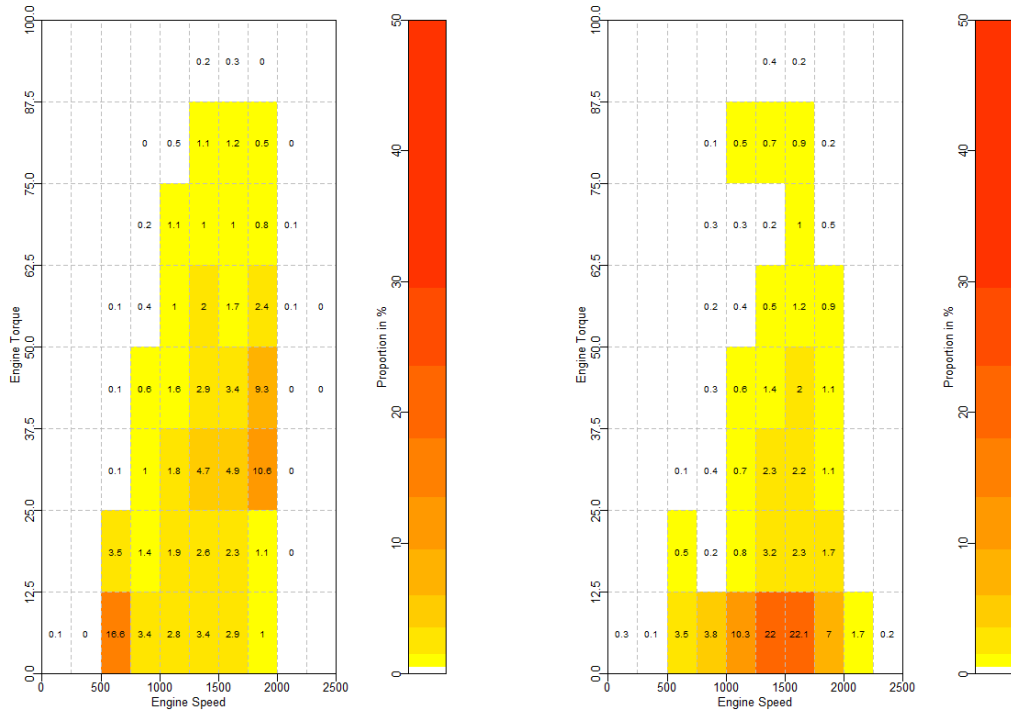 100.0
87.5
75.0
62.5
50.0
37.5
25.0
12.5
0.0
Engine Torque
0.2 0.3 0
0 0.5 1.1 1.2 0.5 0
0.2 1.1 1 1 0.8 0.1
0.1 0.4 1 2 1.7 2.4 0.1 0
0.1 0.6 1.6 2.9 3.4 9.3 0 0
0.1 1 1.8 4.7 4.9 10.6 0
3.5 1.4 1.9 2.6 2.3 1.1 0
0.1 0 16.6 3.4 2.8 3.4 2.9 1
0 500 1000 1500 2000 2500
Engine Speed
50
40
30
20
10
0
Proportion in %
100.0
87.5
75.0
62.5
50.0
37.5
25.0
12.5
0.0
Engine Torque
0.4 0.2
0.1 0.5 0.7 0.9 0.2
0.3 0.3 0.2 1 0.5
0.2 0.4 0.5 1.2 0.9
0.3 0.6 1.4 2 1.1
0.1 0.4 0.7 2.3 2.2 1.1
0.5 0.2 0.8 3.2 2.3 1.7
0.3 0.1 3.5 3.8 10.3 22 22.1 7 1.7 0.2
0 500 1000 1500 2000 2500
Engine Speed
50
40
30
20
10
0
Proportion in %